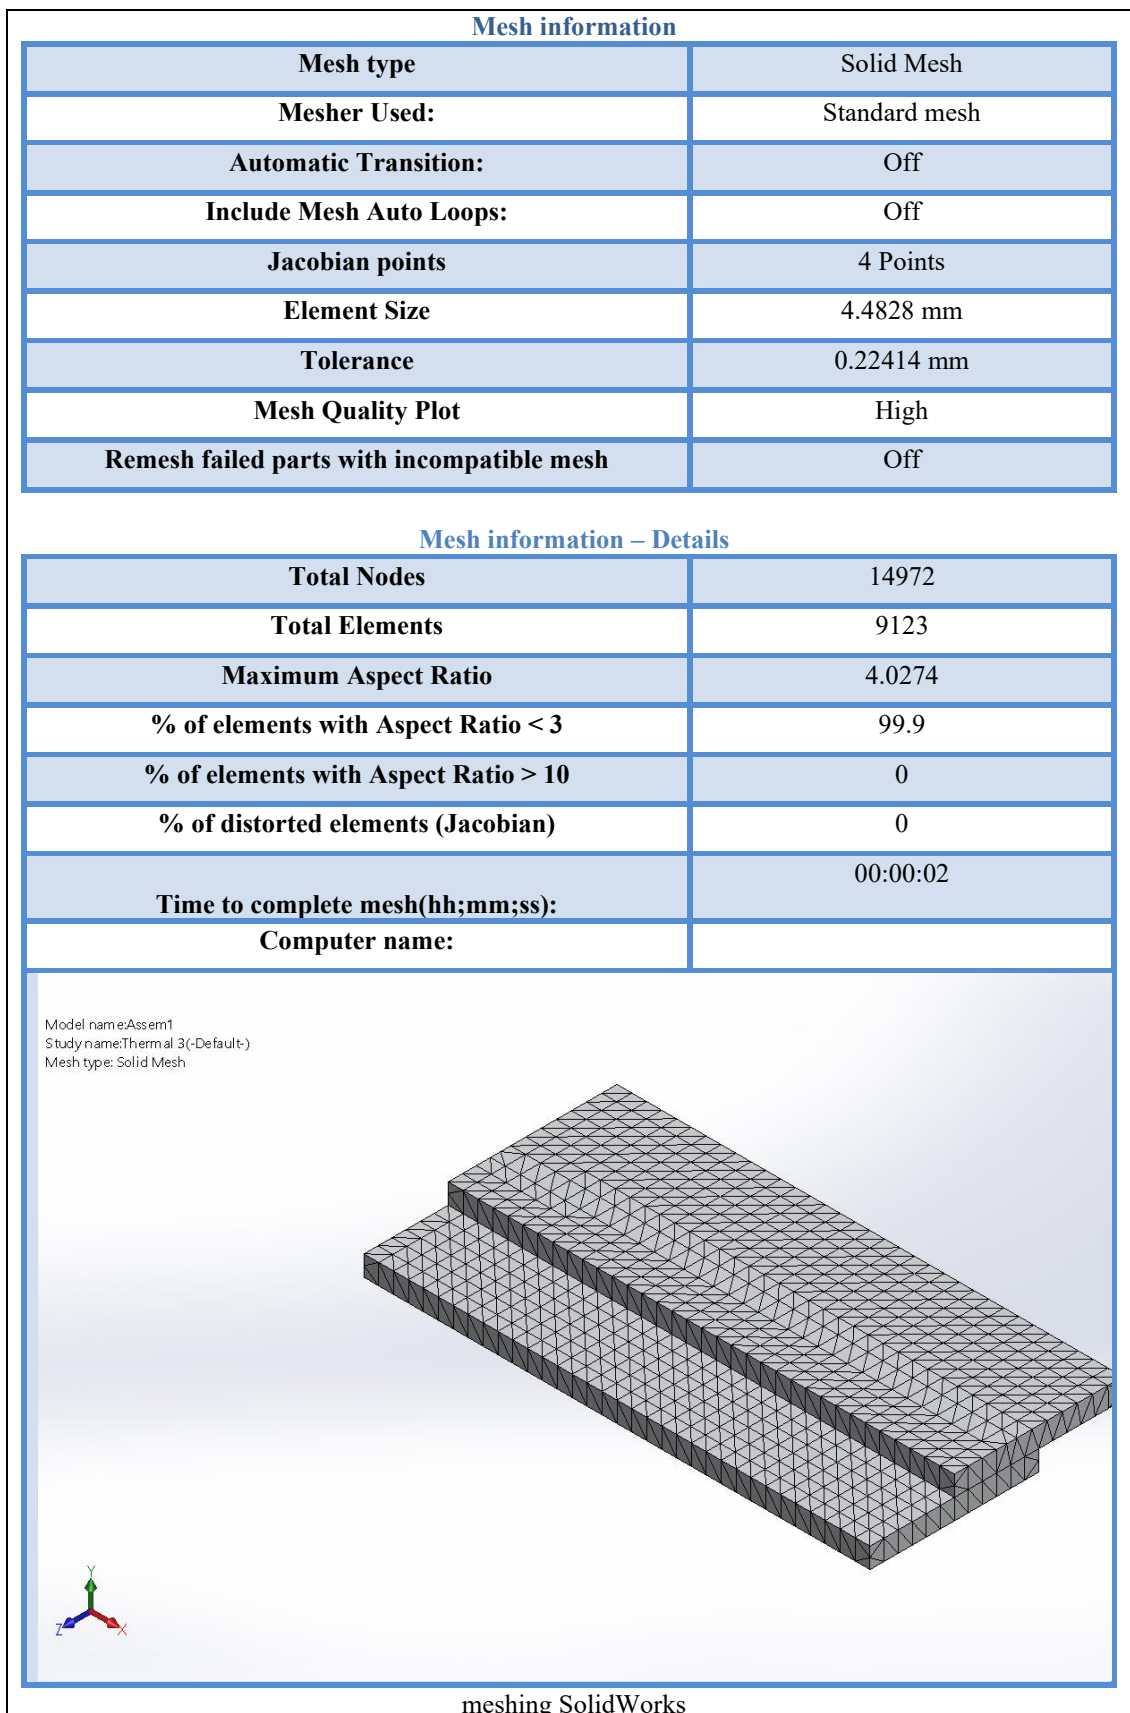 Mesh information
Mesh type Solid Mesh
Mesher Used: Standard mesh
Automatic Transition: Off
Include Mesh Auto Loops: Off
Jacobian points 4 Points
Element Size 4.4828 mm
Tolerance 0.22414 mm
Mesh Quality Plot High
Remesh failed parts with incompatible mesh Off
Mesh information – Details
Total Nodes 14972
Total Elements 9123
Maximum Aspect Ratio 4.0274
% of elements with Aspect Ratio < 3 99.9
% of elements with Aspect Ratio > 10 0
% of distorted elements (Jacobian) 0
Time to complete mesh(hh;mm;ss): 00:00:02
Computer name:
Model name:Assem1
Study name:Thermal 3(-Default-)
Mesh type: Solid Mesh
Y
Z
X
meshing SolidWorks